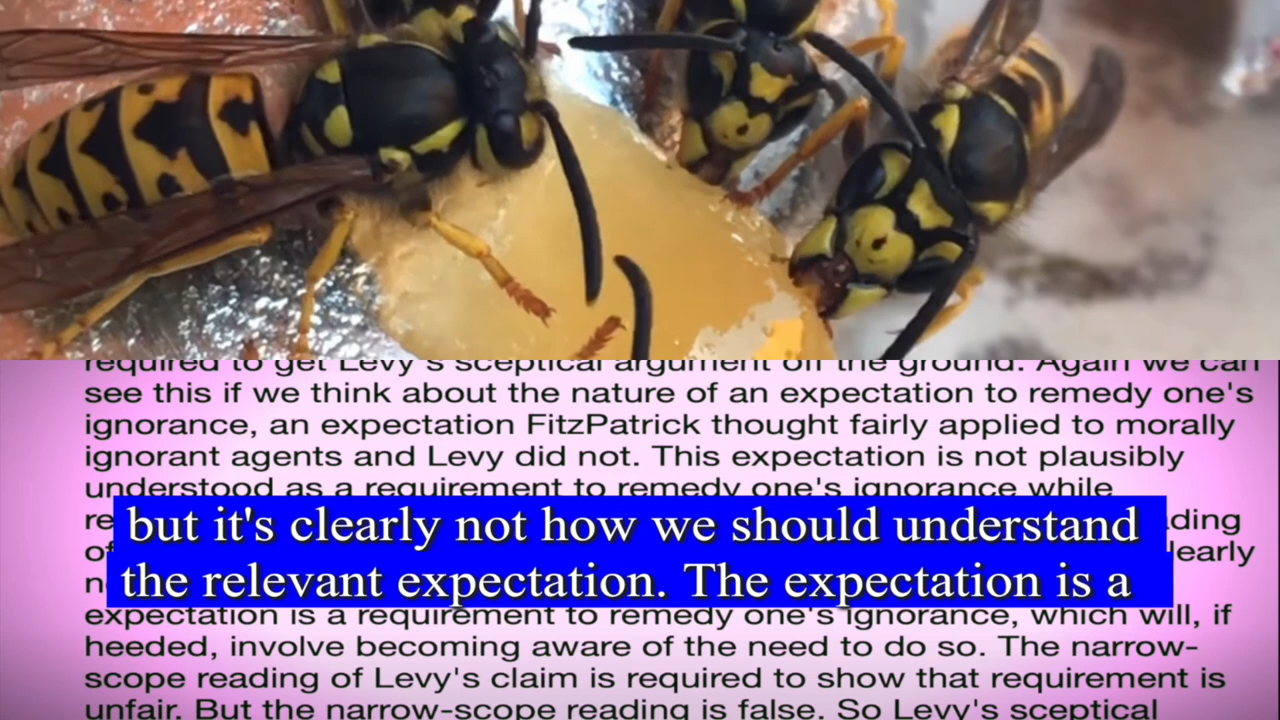 required to get Levy's sceptical argument off the ground. Again we can
see this if we think about the nature of an expectation to remedy one's
ignorance, an expectation FitzPatrick thought fairly applied to morally
ignorant agents and Levy did not. This expectation is not plausibly
understood as a requirement to remedy one's ignorance while
but it's clearly not how we should understand
the relevant expectation. The expectation is a
expectation is a requirement to remedy one's ignorance, which will, if
heeded, involve becoming aware of the need to do so. The narrow-
scope reading of Levy's claim is required to show that requirement is
unfair. But the narrow-scope reading is false. So Levy's sceptical